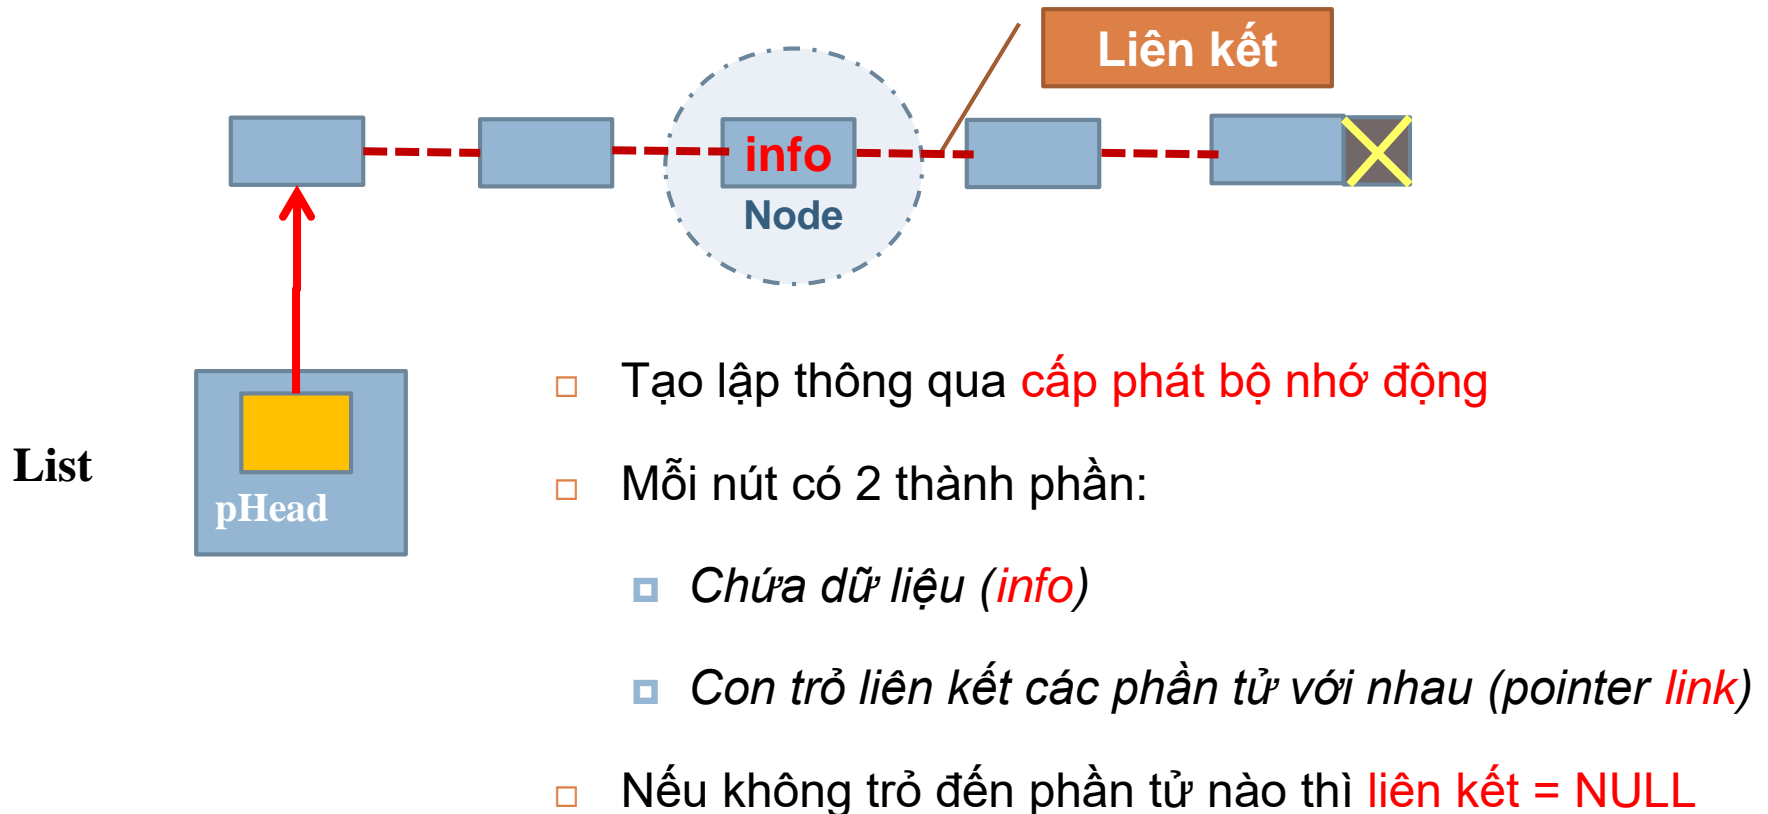 Liên kết
info
Node
List
pHead
Tạo lập thông qua cấp phát bộ nhớ động
Mỗi nút có 2 thành phần:
Chứa dữ liệu (info)
Con trỏ liên kết các phần tử với nhau (pointer link)
Nếu không trỏ đến phần tử nào thì liên kết = NULL